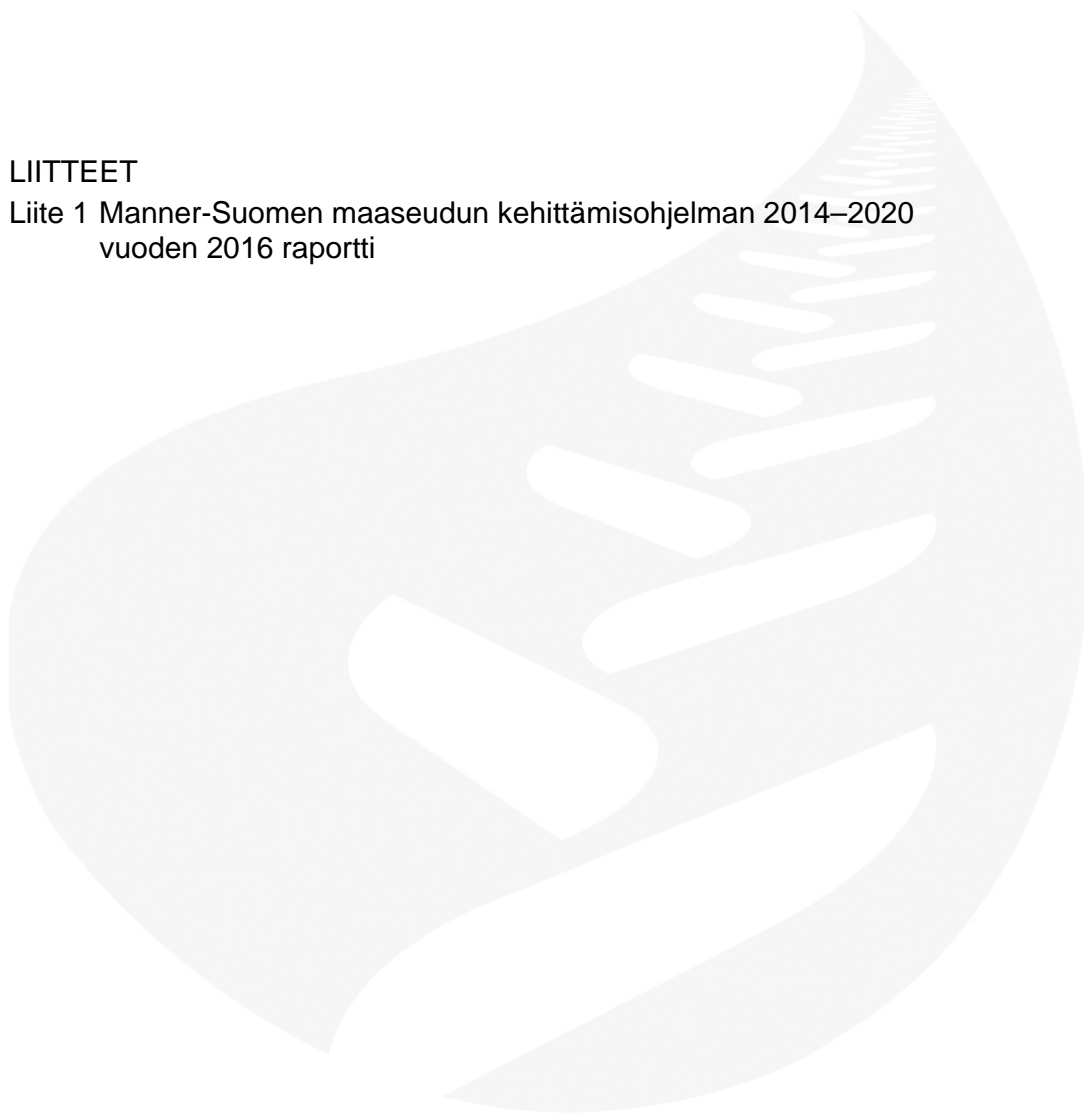 LIITTEET
Liite 1 Manner-Suomen maaseudun kehittämisohjelman 2014–2020
vuoden 2016 raportti